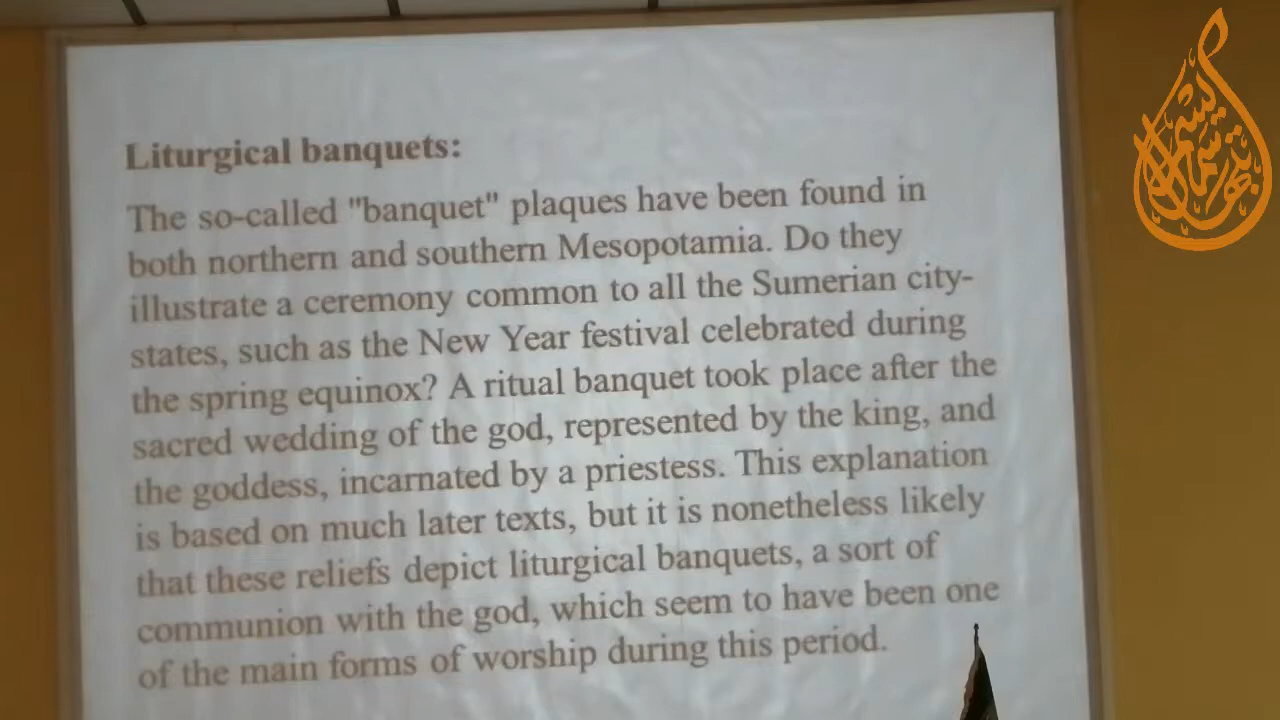 Liturgical banquets:
The so-called "banquet" plaques have been found in
both northern and southern Mesopotamia. Do they
illustrate a ceremony common to all the Sumerian city-
states, such as the New Year festival celebrated during
the spring equinox? A ritual banquet took place after the
sacred wedding of the god, represented by the king, and
the goddess, incarnated by a priestess. This explanation
is based on much later texts, but it is nonetheless likely
that these reliefs depict liturgical banquets, a sort of
communion with the god, which seem to have been one
of the main forms of worship during this period.